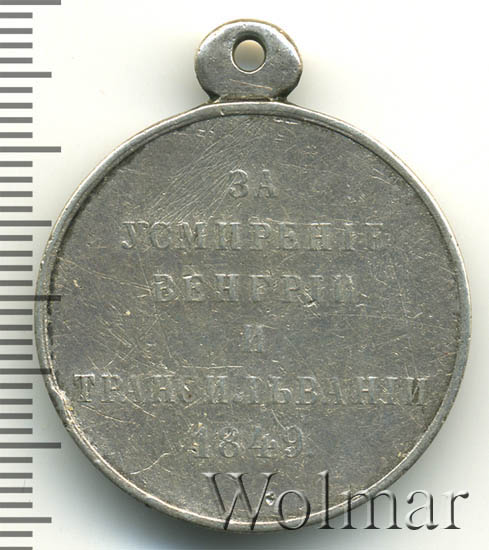 ЗА
УСМИРЕНІЕ
ВЕНГРІИ
И
ТРАНСИЛЬВАНІИ
1849.
Wolmar